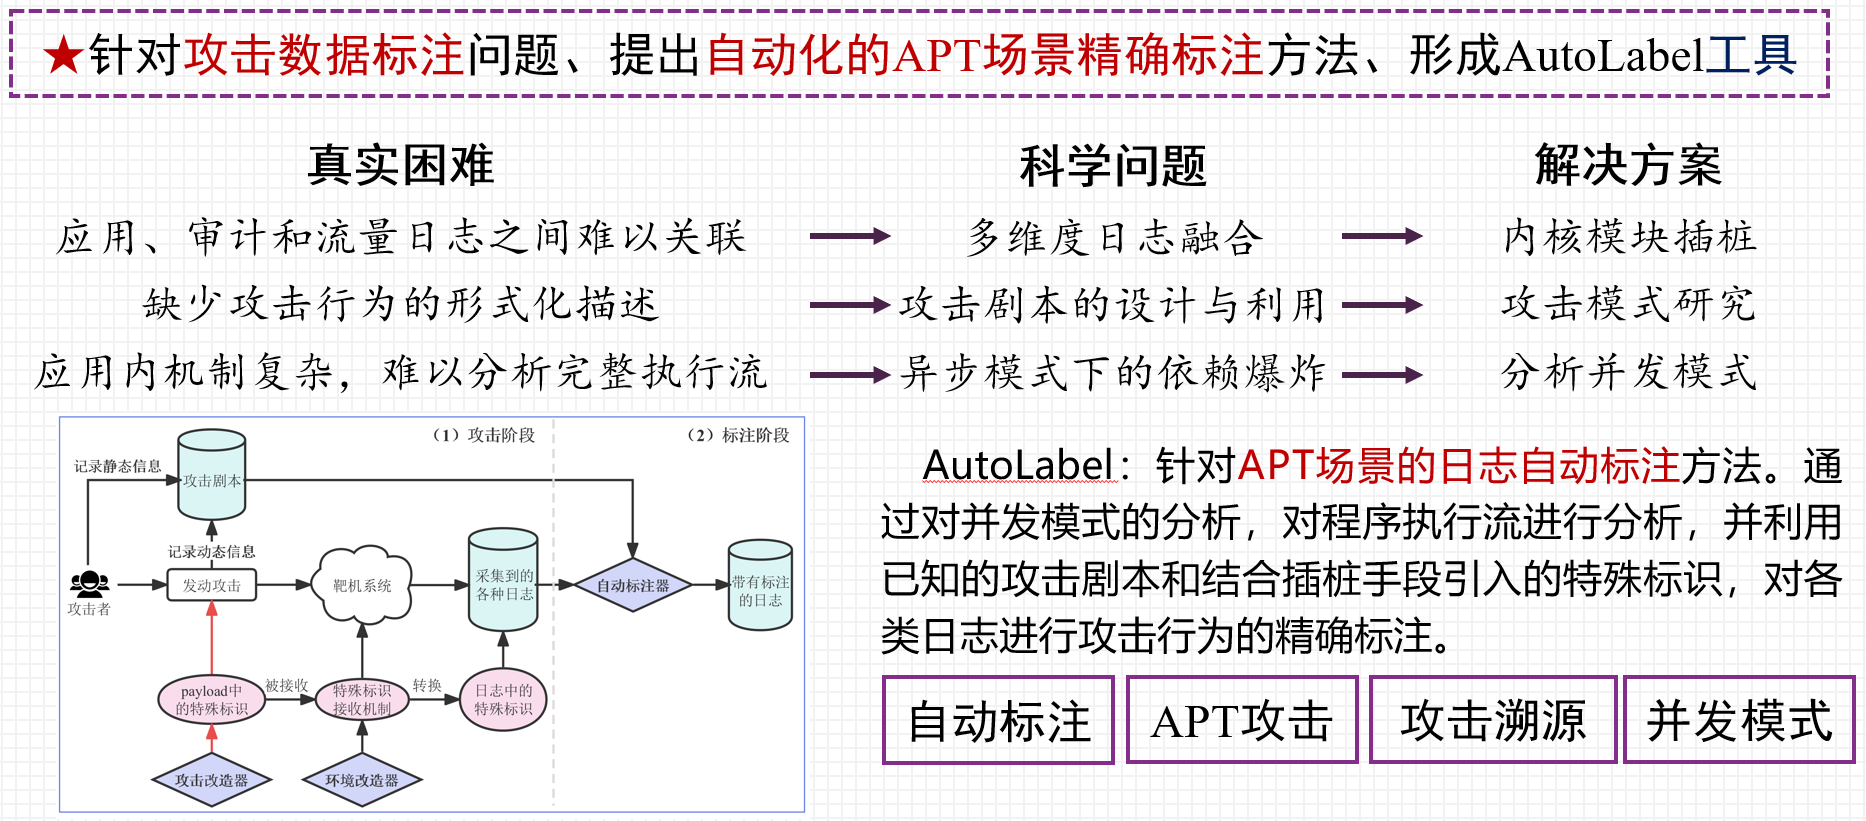 ★针对攻击数据标注问题、提出自动化的APT场景精确标注方法、形成AutoLabel工具
真实困难
科学问题
解决方案
应用、审计和流量日志之间难以关联
多维度日志融合
内核模块插桩
缺少攻击行为的形式化描述
攻击剧本的设计与利用
攻击模式研究
应用内机制复杂，难以分析完整执行流
异步模式下的依赖爆炸
分析并发模式
（1）攻击阶段
（2）标注阶段
记录静态信息
攻击剧本
记录动态信息
攻击者
发动攻击
靶机系统
采集到的
各种日志
自动标注器
带有标注
的日志
payload中
的特殊标识
被接收
特殊标识
接收机制
转换
日志中的
特殊标识
攻击改造器
环境改造器
AutoLabel：针对APT场景的日志自动标注方法。通
过对并发模式的分析，对程序执行流进行分析，并利用
已知的攻击剧本和结合插桩手段引入的特殊标识，对各
类日志进行攻击行为的精确标注。
自动标注
APT攻击
攻击溯源
并发模式